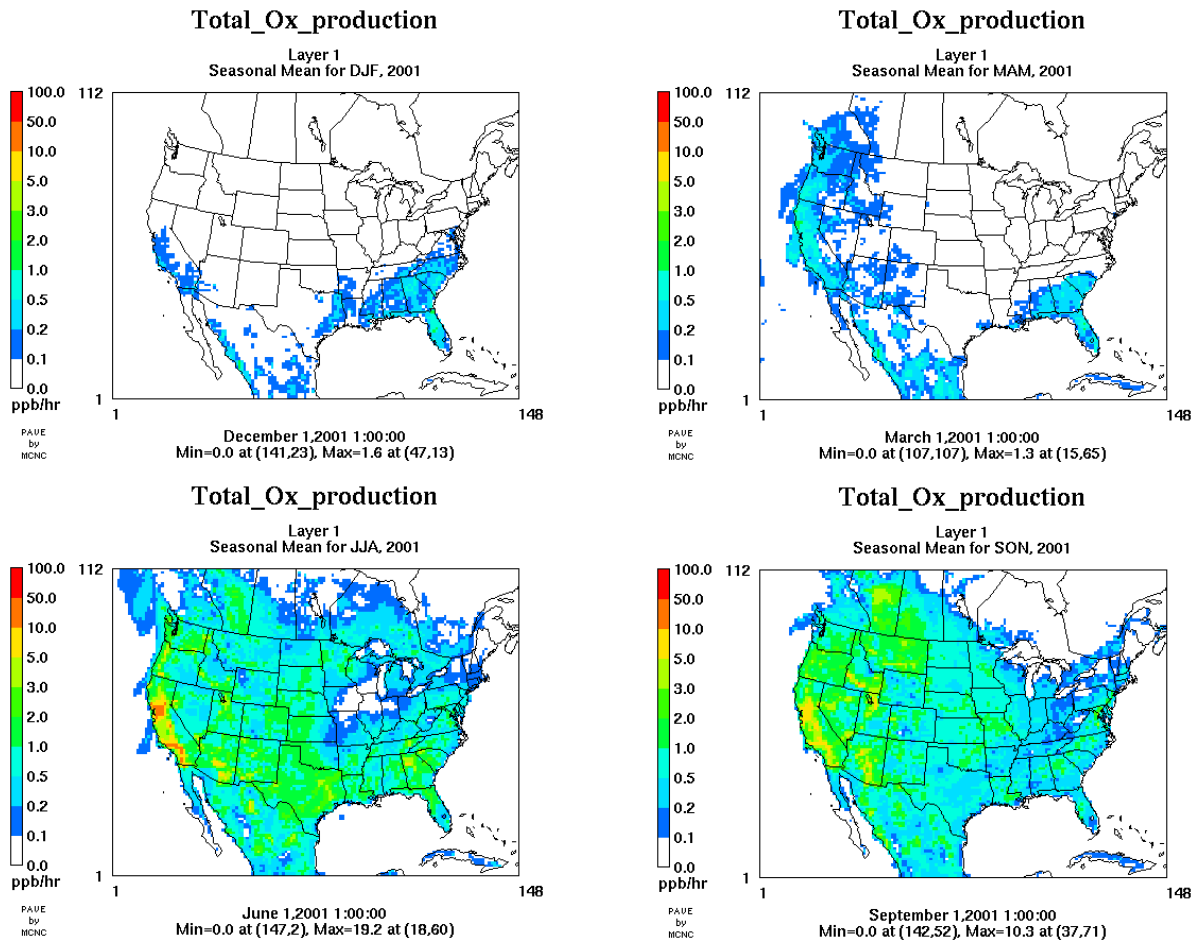 Total_Ox_production
Layer 1
Seasonal Mean for DJF, 2001
100.0
50.0
10.0
5.0
3.0
2.0
1.0
0.5
0.2
0.1
0.0
ppb/hr
PAVE
by
MCNC
112
1
1
148
December 1,2001 1:00:00
Min=0.0 at (141,23), Max=1.6 at (47,13)
Total_Ox_production
Layer 1
Seasonal Mean for MAM, 2001
100.0
50.0
10.0
5.0
3.0
2.0
1.0
0.5
0.2
0.1
0.0
ppb/hr
PAVE
by
MCNC
112
1
1
148
March 1,2001 1:00:00
Min=0.0 at (107,107), Max=1.3 at (15,65)
Total_Ox_production
Layer 1
Seasonal Mean for JJA, 2001
100.0
50.0
10.0
5.0
3.0
2.0
1.0
0.5
0.2
0.1
0.0
ppb/hr
PAVE
by
MCNC
112
1
1
148
June 1,2001 1:00:00
Min=0.0 at (147,2), Max=19.2 at (18,60)
Total_Ox_production
Layer 1
Seasonal Mean for SON, 2001
100.0
50.0
10.0
5.0
3.0
2.0
1.0
0.5
0.2
0.1
0.0
ppb/hr
PAVE
by
MCNC
112
1
1
148
September 1,2001 1:00:00
Min=0.0 at (142,52), Max=10.3 at (37,71)